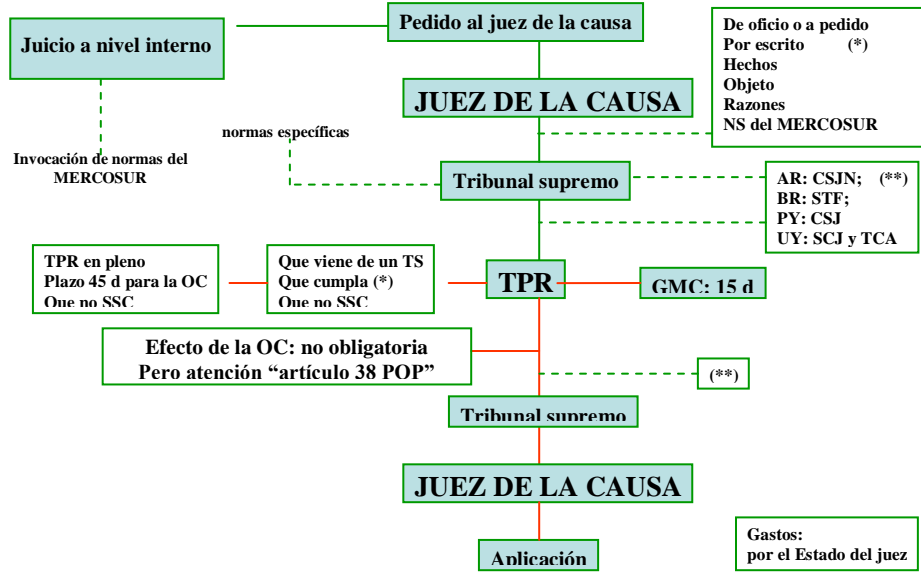 Juicio a nivel interno
Pedido al juez de la causa
De oficio o a pedido
Por escrito (*)
Hechos
Objeto
Razones
NS del MERCOSUR
JUEZ DE LA CAUSA
normas específicas
Invocación de normas del
MERCOSUR
Tribunal supremo
AR: CSJN; (**)
BR: STF;
PY: CSJ
UY: SCJ y TCA
TPR en pleno
Plazo 45 d para la OC
Que no SSC
Que viene de un TS
Que cumpla (*)
Que no SSC
TPR
GMC: 15 d
Efecto de la OC: no obligatoria
Pero atención “artículo 38 POP”
(**)
Tribunal supremo
JUEZ DE LA CAUSA
Aplicación
Gastos:
por el Estado del juez